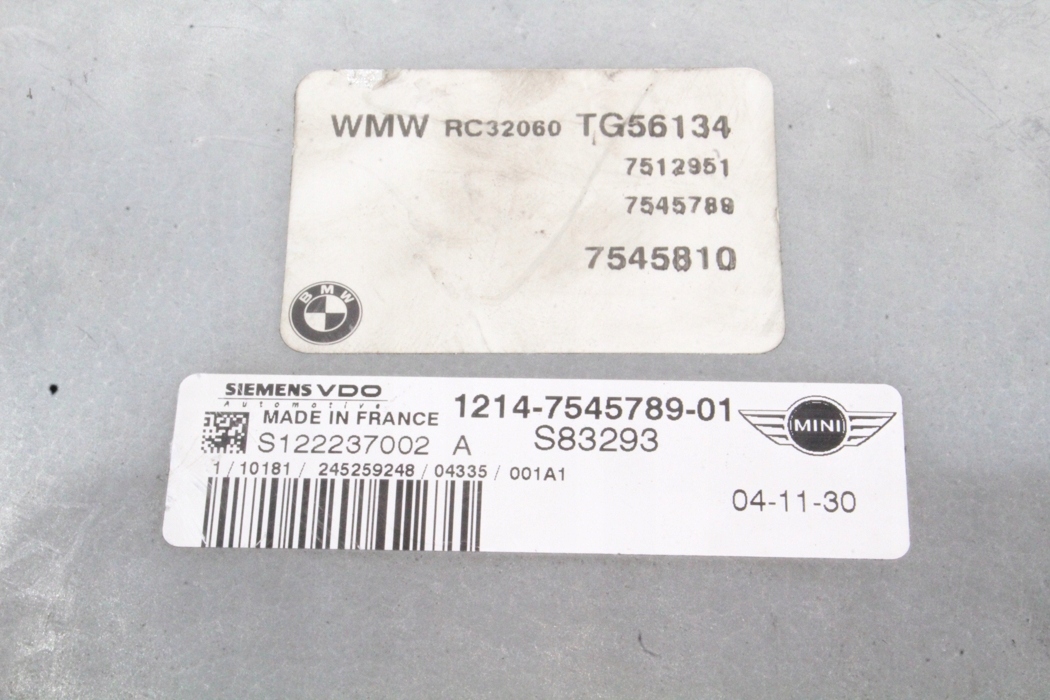 WMW RC32060 TG56134
7512951
7545789
7545810
BMW
SIEMENS VDO
Automotive
MADE IN FRANCE
1214-7545789-01
MINI
S122237002 A
S83293
1/10181/ 245259248/04335/001A1
04-11-30